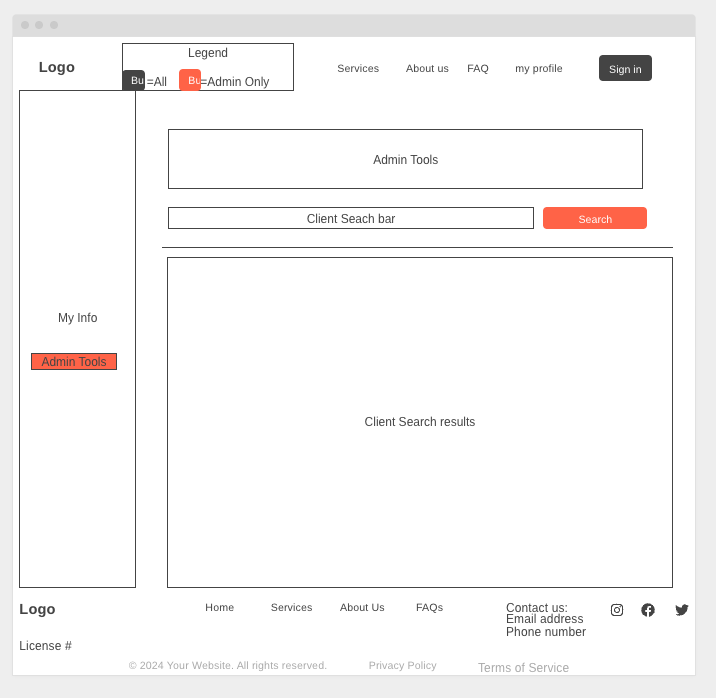 Logo
Legend
Bu =All Bu =Admin Only
Services About us FAQ my profile Sign in
Admin Tools
Client Seach bar Search
My Info
Admin Tools
Client Search results
Logo
Home Services About Us FAQs
Contact us:
Email address
Phone number
License #
© 2024 Your Website. All rights reserved. Privacy Policy Terms of Service